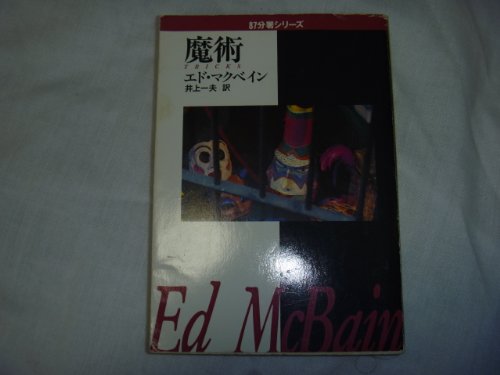 87分署シリーズ
魔術
TRICKS
エド・マクベイン
井上一夫 訳
Ed McBain